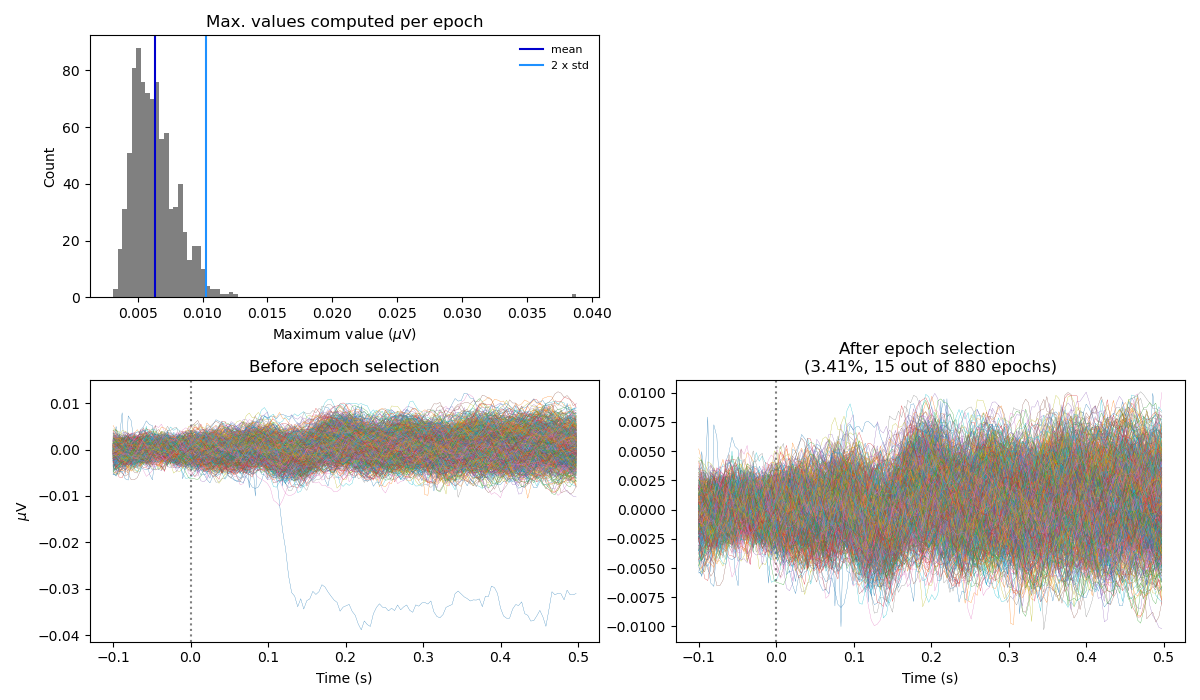 Max. values computed per epoch
mean
2 x std
Count
80
60
40
20
0
0.005 0.010 0.015 0.020 0.025 0.030 0.035 0.040
Maximum value (μV)
Before epoch selection
μV
0.01
0.00
−0.01
−0.02
−0.03
−0.04
−0.1 0.0 0.1 0.2 0.3 0.4 0.5
Time (s)
After epoch selection
(3.41%, 15 out of 880 epochs)
0.0100
0.0075
0.0050
0.0025
0.0000
−0.0025
−0.0050
−0.0075
−0.0100
−0.1 0.0 0.1 0.2 0.3 0.4 0.5
Time (s)